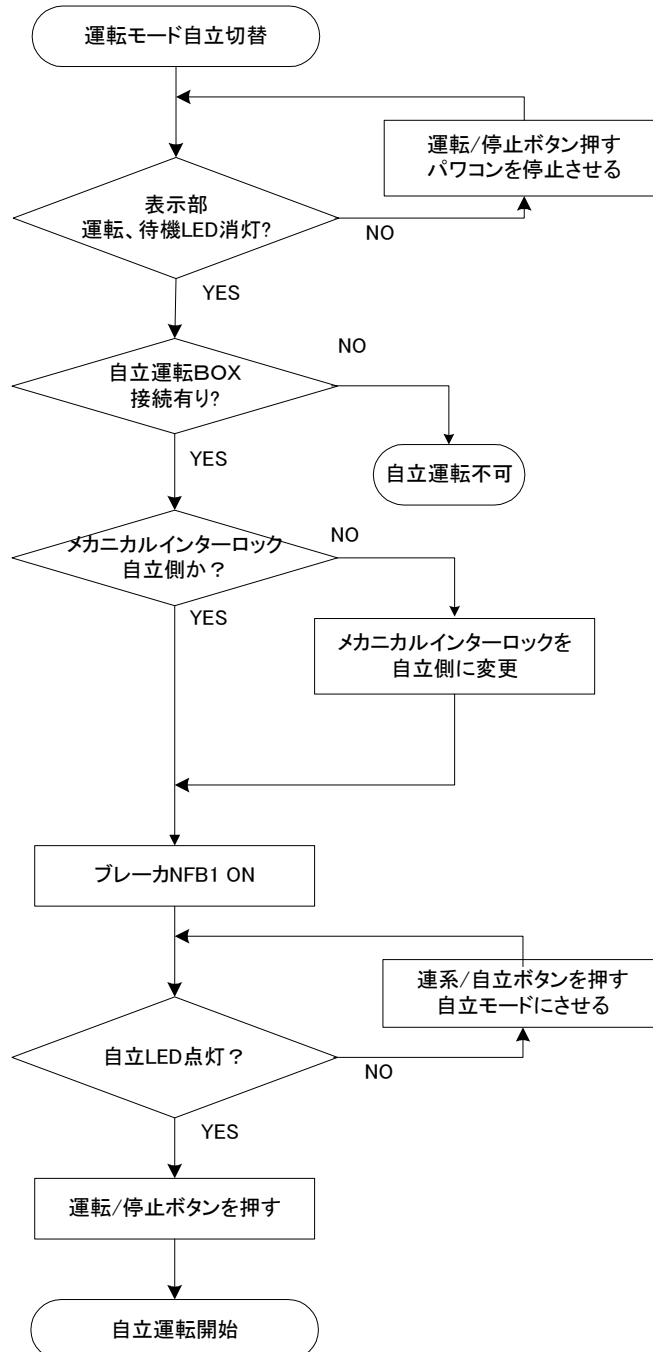 運転モード自立切替
運転/停止ボタン押す
パワコンを停止させる
表示部
運転、待機LED消灯?
NO
YES
自立運転BOX
接続有り?
NO
YES
自立運転不可
メカニカルインターロック
自立側か？
NO
YES
メカニカルインターロックを
自立側に変更
ブレーカNFB1 ON
連系/自立ボタンを押す
自立モードにさせる
自立LED点灯？
NO
YES
運転/停止ボタンを押す
自立運転開始